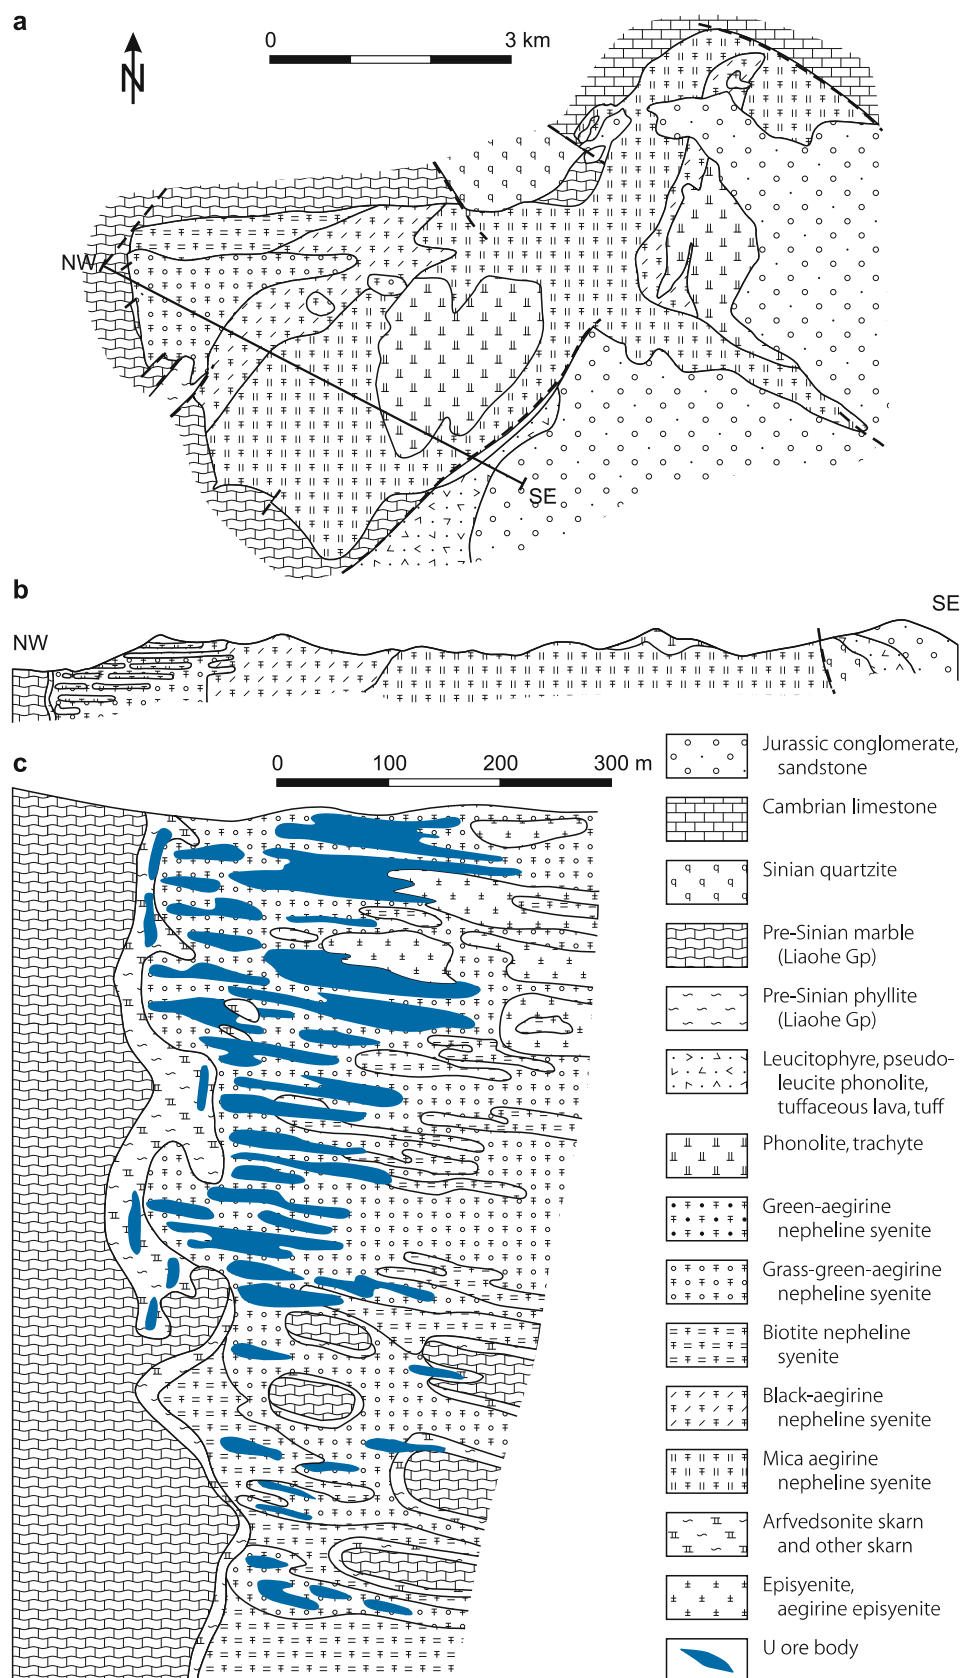 a
0 3 km
N
NW
SE
b
NW
SE
c
0 100 200 300 m
Jurassic conglomerate,
sandstone
Cambrian limestone
Sinian quartzite
Pre-Sinian marble
(Liaohe Gp)
Pre-Sinian phyllite
(Liaohe Gp)
Leucitophyre, pseudo-
leucite phonolite,
tuffaceous lava, tuff
Phonolite, trachyte
Green-aegirine
nepheline syenite
Grass-green-aegirine
nepheline syenite
Biotite nepheline
syenite
Black-aegirine
nepheline syenite
Mica aegirine
nepheline syenite
Arfvedsonite skarn
and other skarn
Episyenite,
aegirine episyenite
U ore body